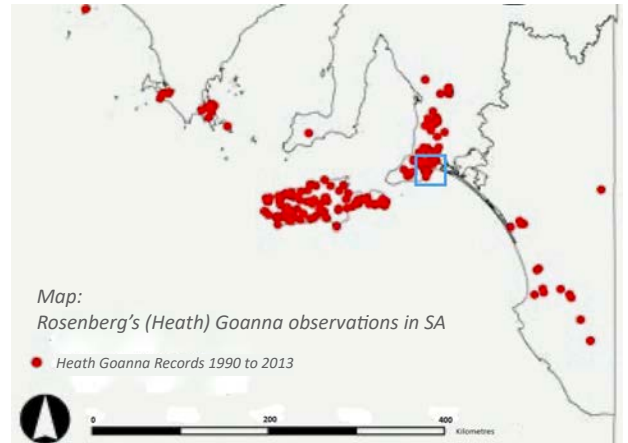 Map:
Rosenberg's (Heath) Goanna observations in SA
Heath Goanna Records 1990 to 2013
0 200 400
Kilometres